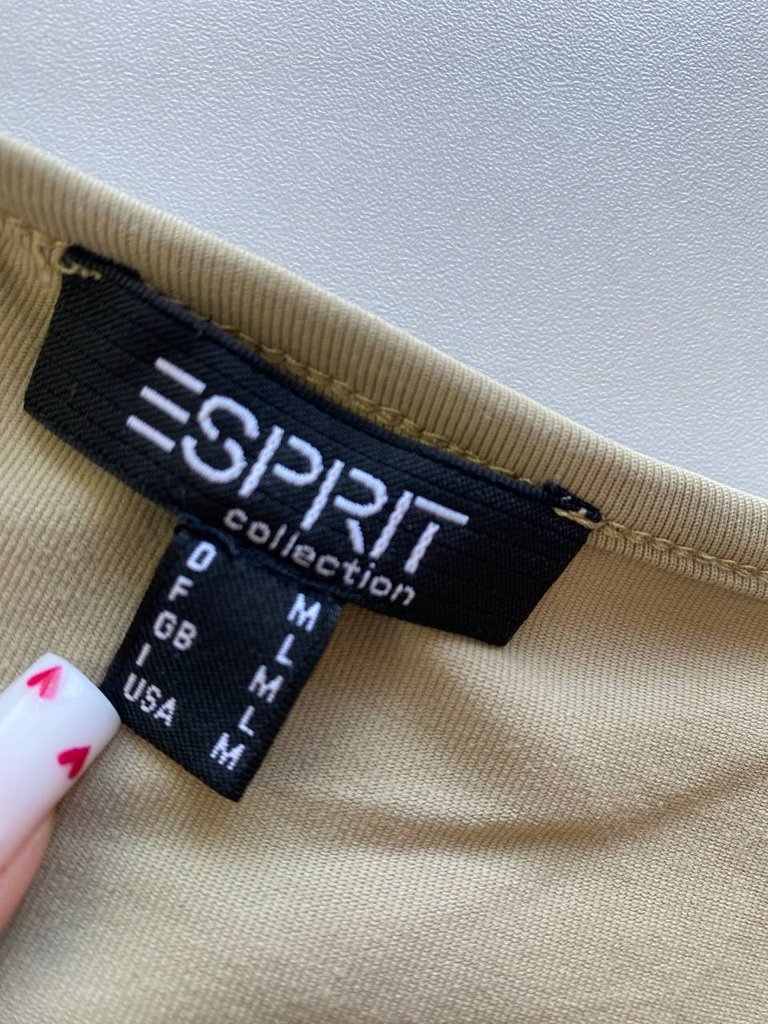 ESPRIT
collection
D M
F L
GB M
I L
USA M